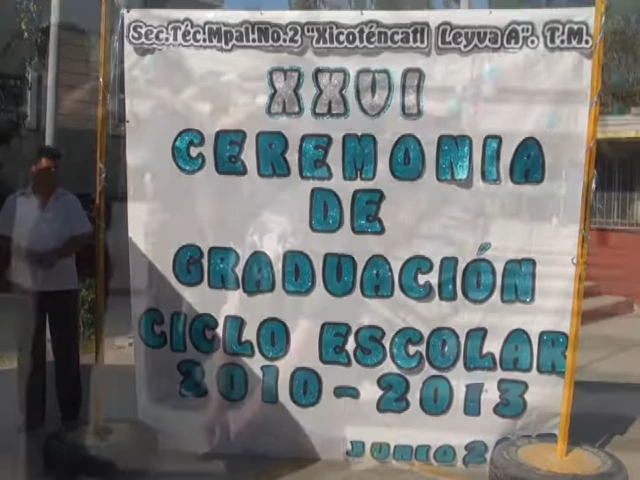 Sec.Téc.Mpal.No.2 "Xicoténcatl Leyva A". T.M.
XXVI
CEREMONIA
DE
GRADUACIÓN
CICLO ESCOLAR
2010-2013
JUNIO